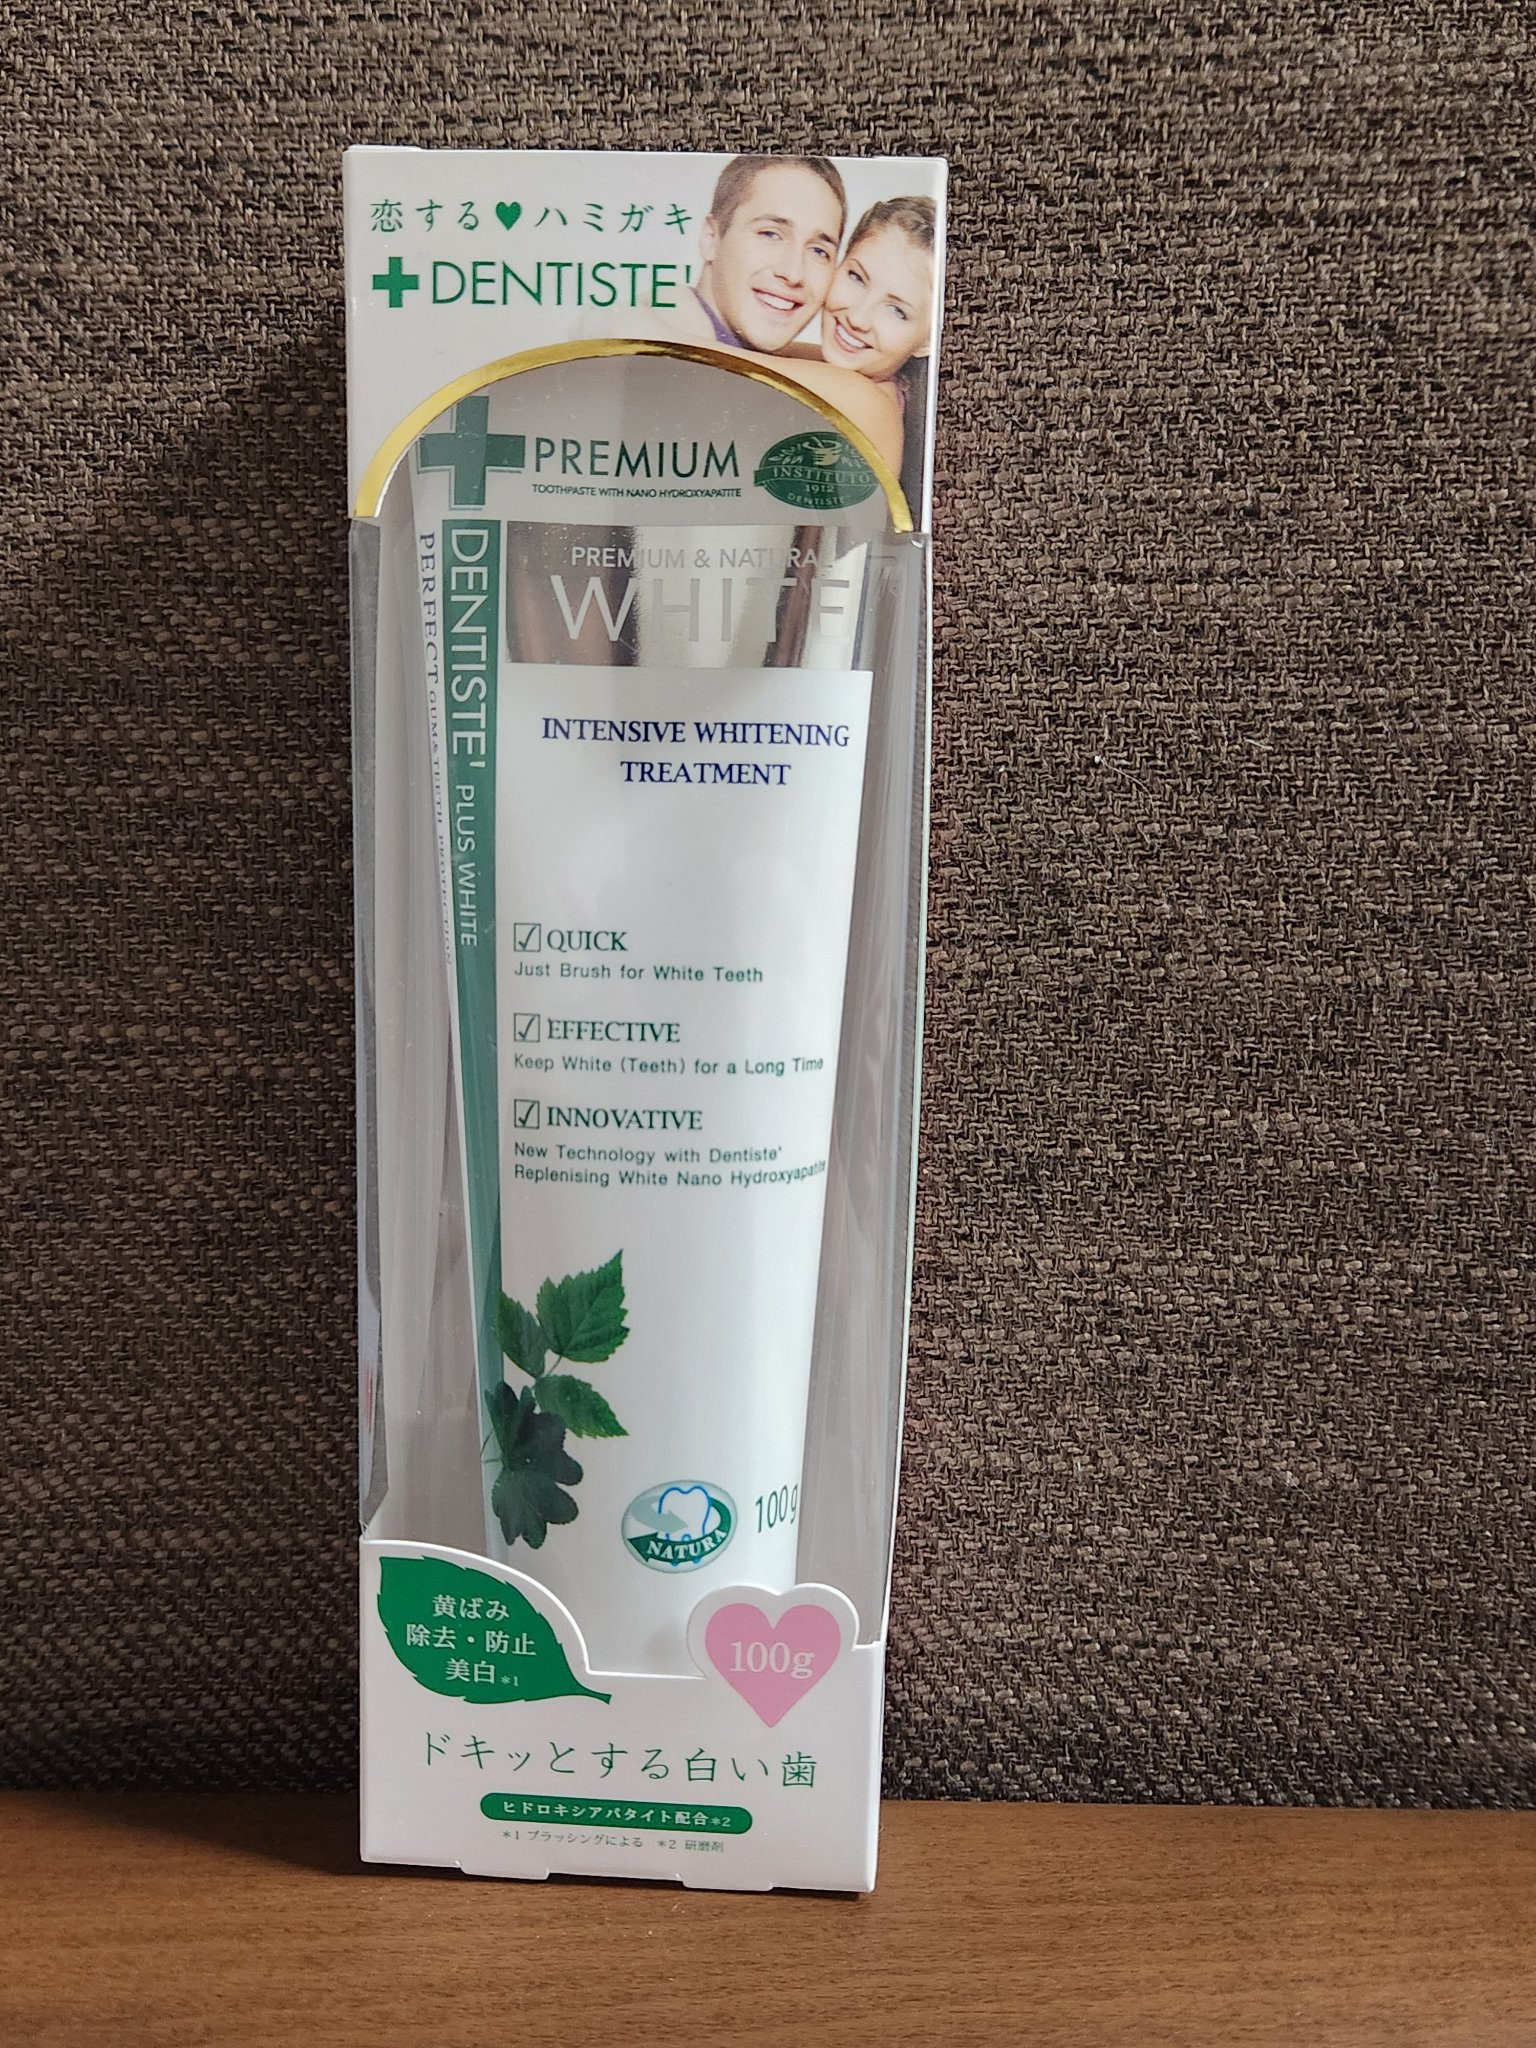 恋する♥ハミガキ
DENTISTE'
PREMIUM
TOOTHPASTE WITH NANO HYDROXYAPATITE
INSTITUTO
1912
DENTISTE'
PREMIUM & NATURAL
WHITE
DENTISTE' PLUS WHITE
PERFECT GUM & TEETH PROTECTION
INTENSIVE WHITENING
TREATMENT
☑ QUICK
Just Brush for White Teeth
☑ EFFECTIVE
Keep White (Teeth) for a Long Time
☑ INNOVATIVE
New Technology with Dentiste'
Replenising White Nano Hydroxyapatite
NATURA
100g
黄ばみ
除去・防止
美白*1
100g
ドキッとする白い歯
ヒドロキシアパタイト配合*2
*1 ブラッシングによる *2 研磨剤